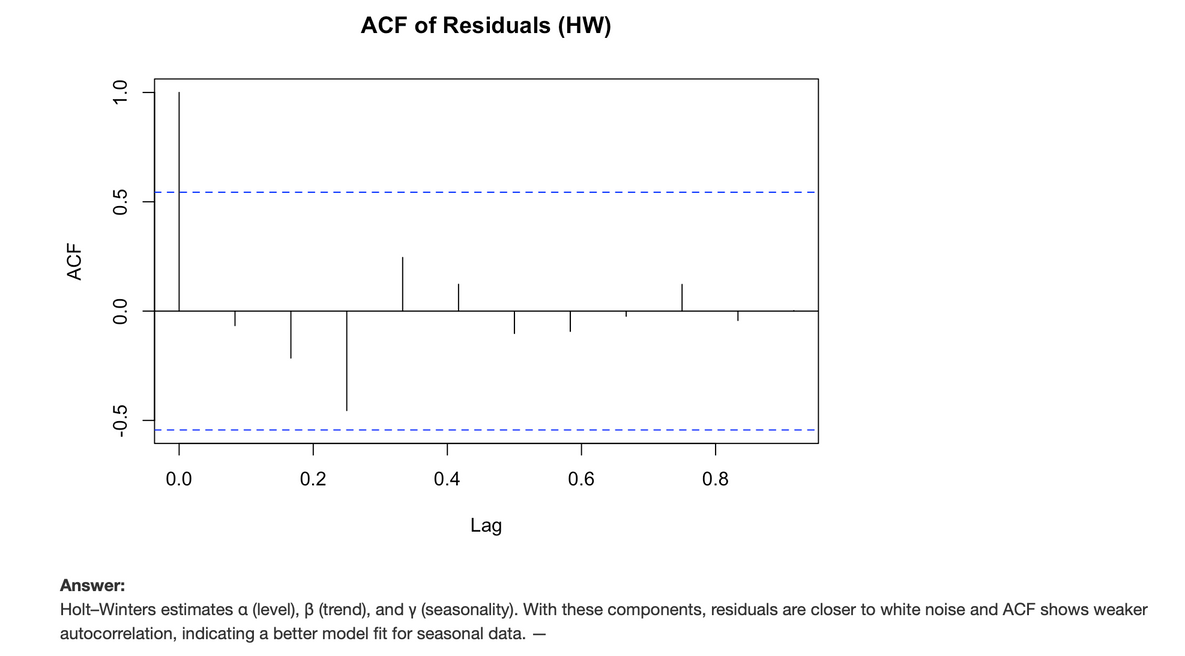 ACF of Residuals (HW)
1.0
0.5
0.0
-0.5
ACF
0.0 0.2 0.4 0.6 0.8
Lag
Answer:
Holt–Winters estimates α (level), β (trend), and γ (seasonality). With these components, residuals are closer to white noise and ACF shows weaker
autocorrelation, indicating a better model fit for seasonal data. —